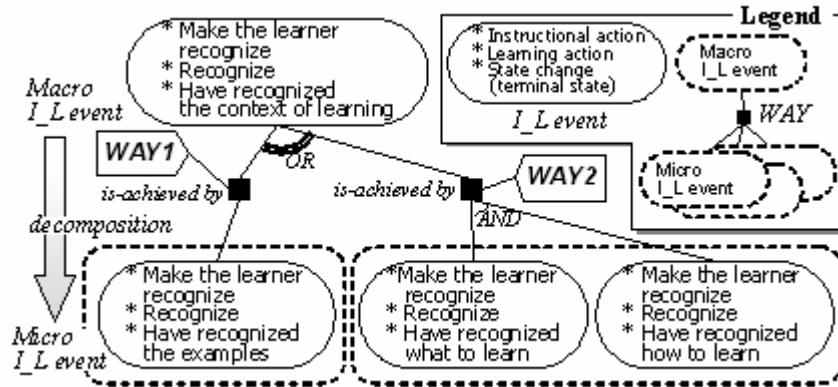 * Make the learner
recognize
* Recognize
* Have recognized
the context of learning
Legend
* Instructional action
* Learning action
* State change
(terminal state)
I_L event
Macro
I_L event
WAY
Micro
I_L event
Macro
I_L event
WAY1
OR
is-achieved by
is-achieved by
WAY2
AND
decomposition
* Make the learner
recognize
* Recognize
* Have recognized
the examples
* Make the learner
recognize
* Recognize
* Have recognized
what to learn
* Make the learner
recognize
* Recognize
* Have recognized
how to learn
Micro
I_L event